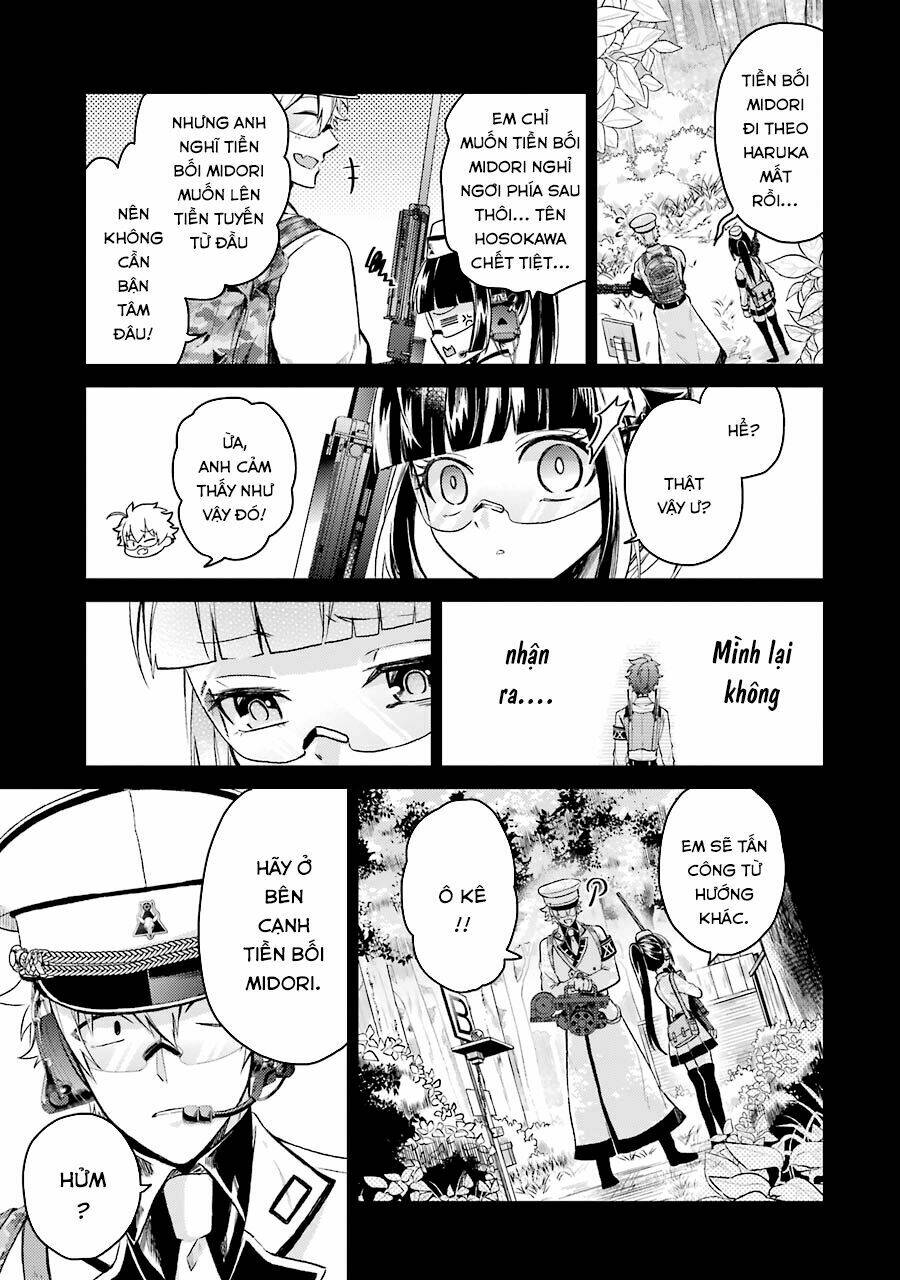 TIỀN BỐI
MIDORI
ĐI THEO
HARUKA
MẤT
RỒI...
EM CHỈ
MUỐN TIỀN BỐI
MIDORI NGHỈ
NGƠI PHÍA SAU
THÔI... TÊN
HOSOKAWA
CHẾT TIỆT...
NHƯNG ANH
NGHĨ TIỀN
BỐI MIDORI
MUỐN LÊN
TIỀN TUYẾN
TỪ ĐẦU
NÊN
KHÔNG
CẦN
BẬN
TÂM
ĐÂU!
HỂ?
THẬT
VẬY Ư?
ỪA,
ANH CẢM
THẤY NHƯ
VẬY ĐÓ!
Mình lại
không
nhận
ra....
EM SẼ TẤN
CÔNG TỪ
HƯỚNG
KHÁC.
Ô KÊ
!!
B
HÃY Ở
BÊN
CẠNH
TIỀN BỐI
MIDORI.
HỬM
?